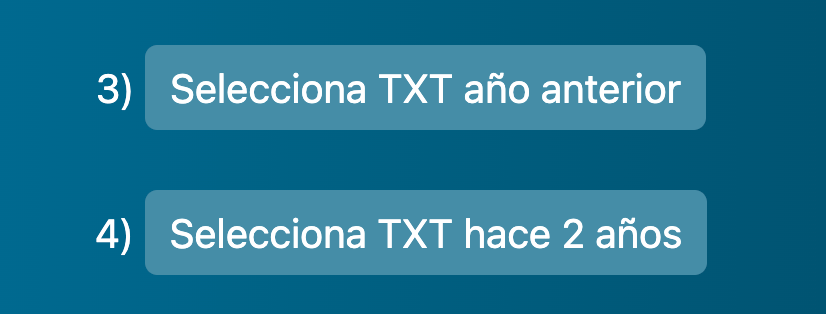 3) Selecciona TXT año anterior
4) Selecciona TXT hace 2 años